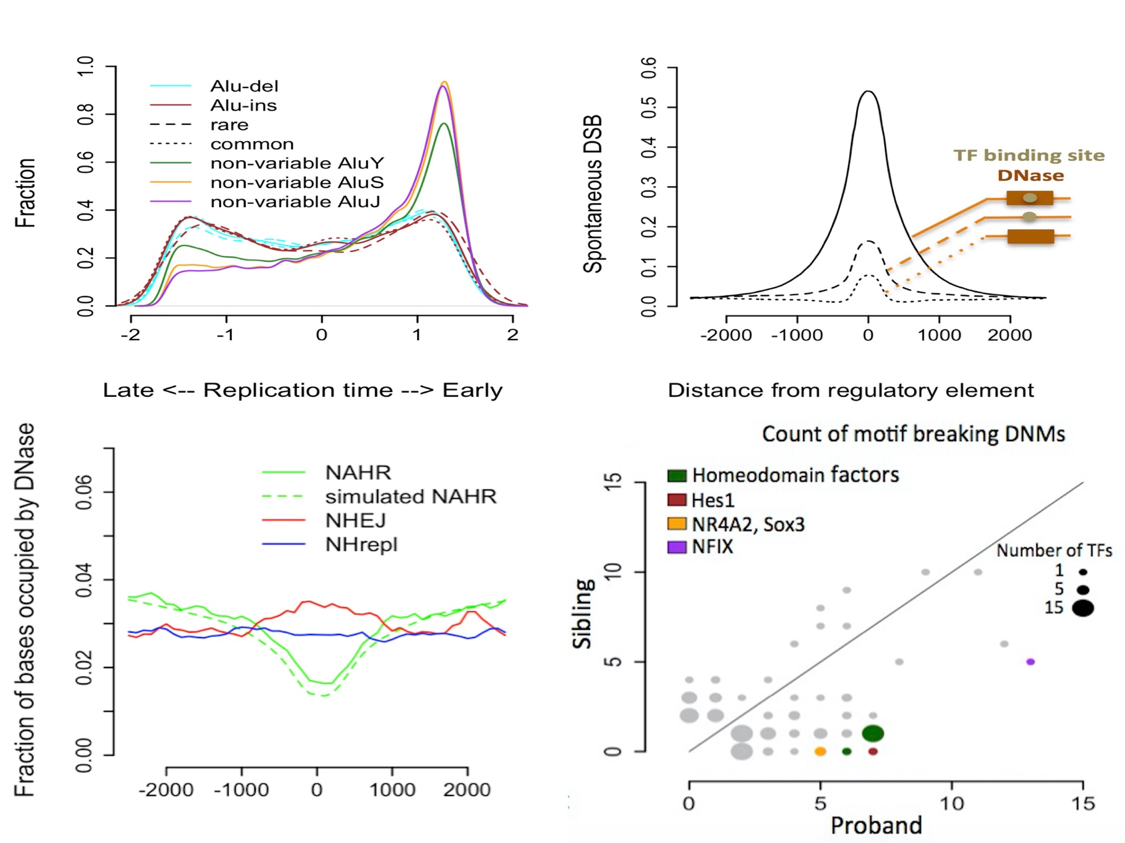 Fraction
0.0 0.2 0.4 0.6 0.8 1.0
Alu-del
Alu-ins
rare
common
non-variable AluY
non-variable AluS
non-variable AluJ
-2 -1 0 1 2
Late <-- Replication time --> Early
Spontaneous DSB
0.0 0.1 0.2 0.3 0.4 0.5 0.6
TF binding site
DNase
-2000 -1000 0 1000 2000
Distance from regulatory element
Fraction of bases occupied by DNase
0.00 0.02 0.04 0.06
NAHR
simulated NAHR
NHEJ
NHrepl
-2000 -1000 0 1000 2000
Count of motif breaking DNMs
Homeodomain factors
Hes1
NR4A2, Sox3
NFIX
Number of TFs
1
5
15
Sibling
0 5 10 15
0 5 10 15
Proband